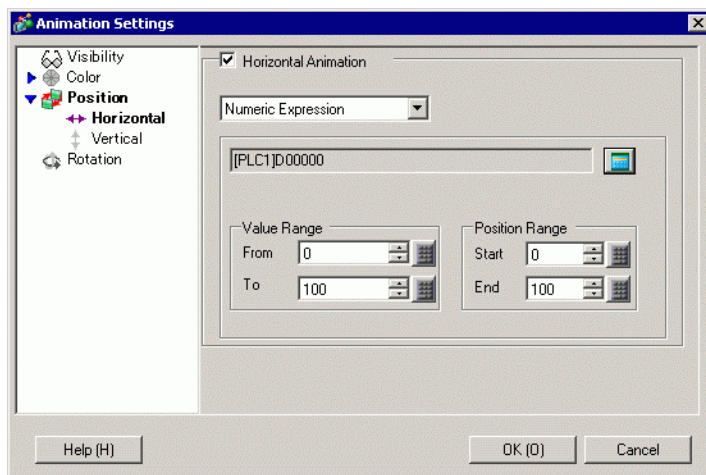 Animation Settings
Visibility
Color
Position
Horizontal
Vertical
Rotation
Horizontal Animation
Numeric Expression
[PLC1]D00000
Value Range
From 0
To 100
Position Range
Start 0
End 100
Help (H)
OK (O)
Cancel